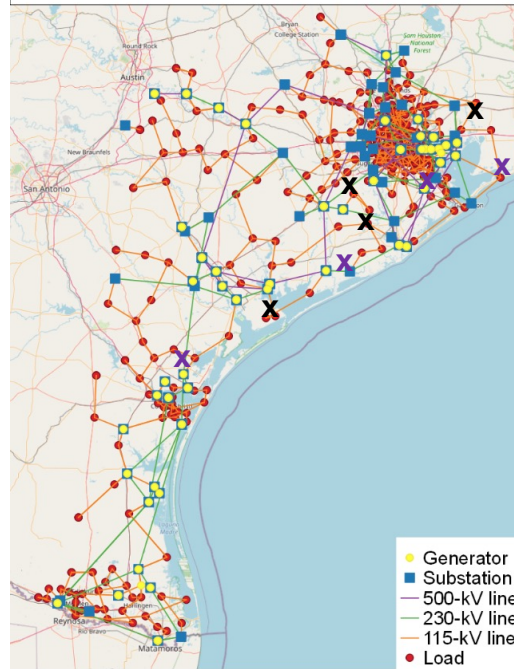 Bryan
College Station
Sam Houston
National
Forest
Round Rock
Austin
New Braunfels
San Antonio
X
X
X
X
X
X
X
X
Reynosa
Rio Bravo
Harlingen
Matamoros
Generator
Substation
500-kV line
230-kV line
115-kV line
Load